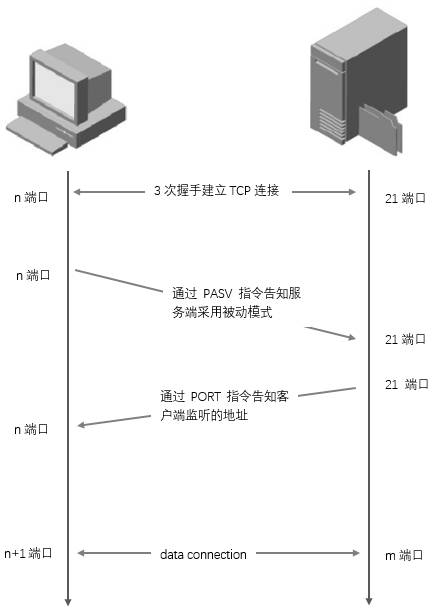 n 端口
3 次握手建立 TCP 连接
21 端口
n 端口
通过 PASV 指令告知服
务端采用被动模式
21 端口
21 端口
通过 PORT 指令告知客
户端监听的地址
n 端口
n+1 端口
data connection
m 端口